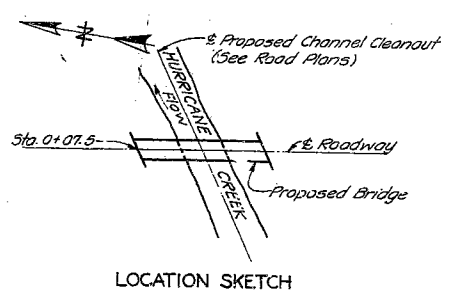 N
℄ Proposed Channel Cleanout
(See Road Plans)
HURRICANE
CREEK
Flow
Sta. 0+07.5
℄ Roadway
Proposed Bridge
LOCATION SKETCH